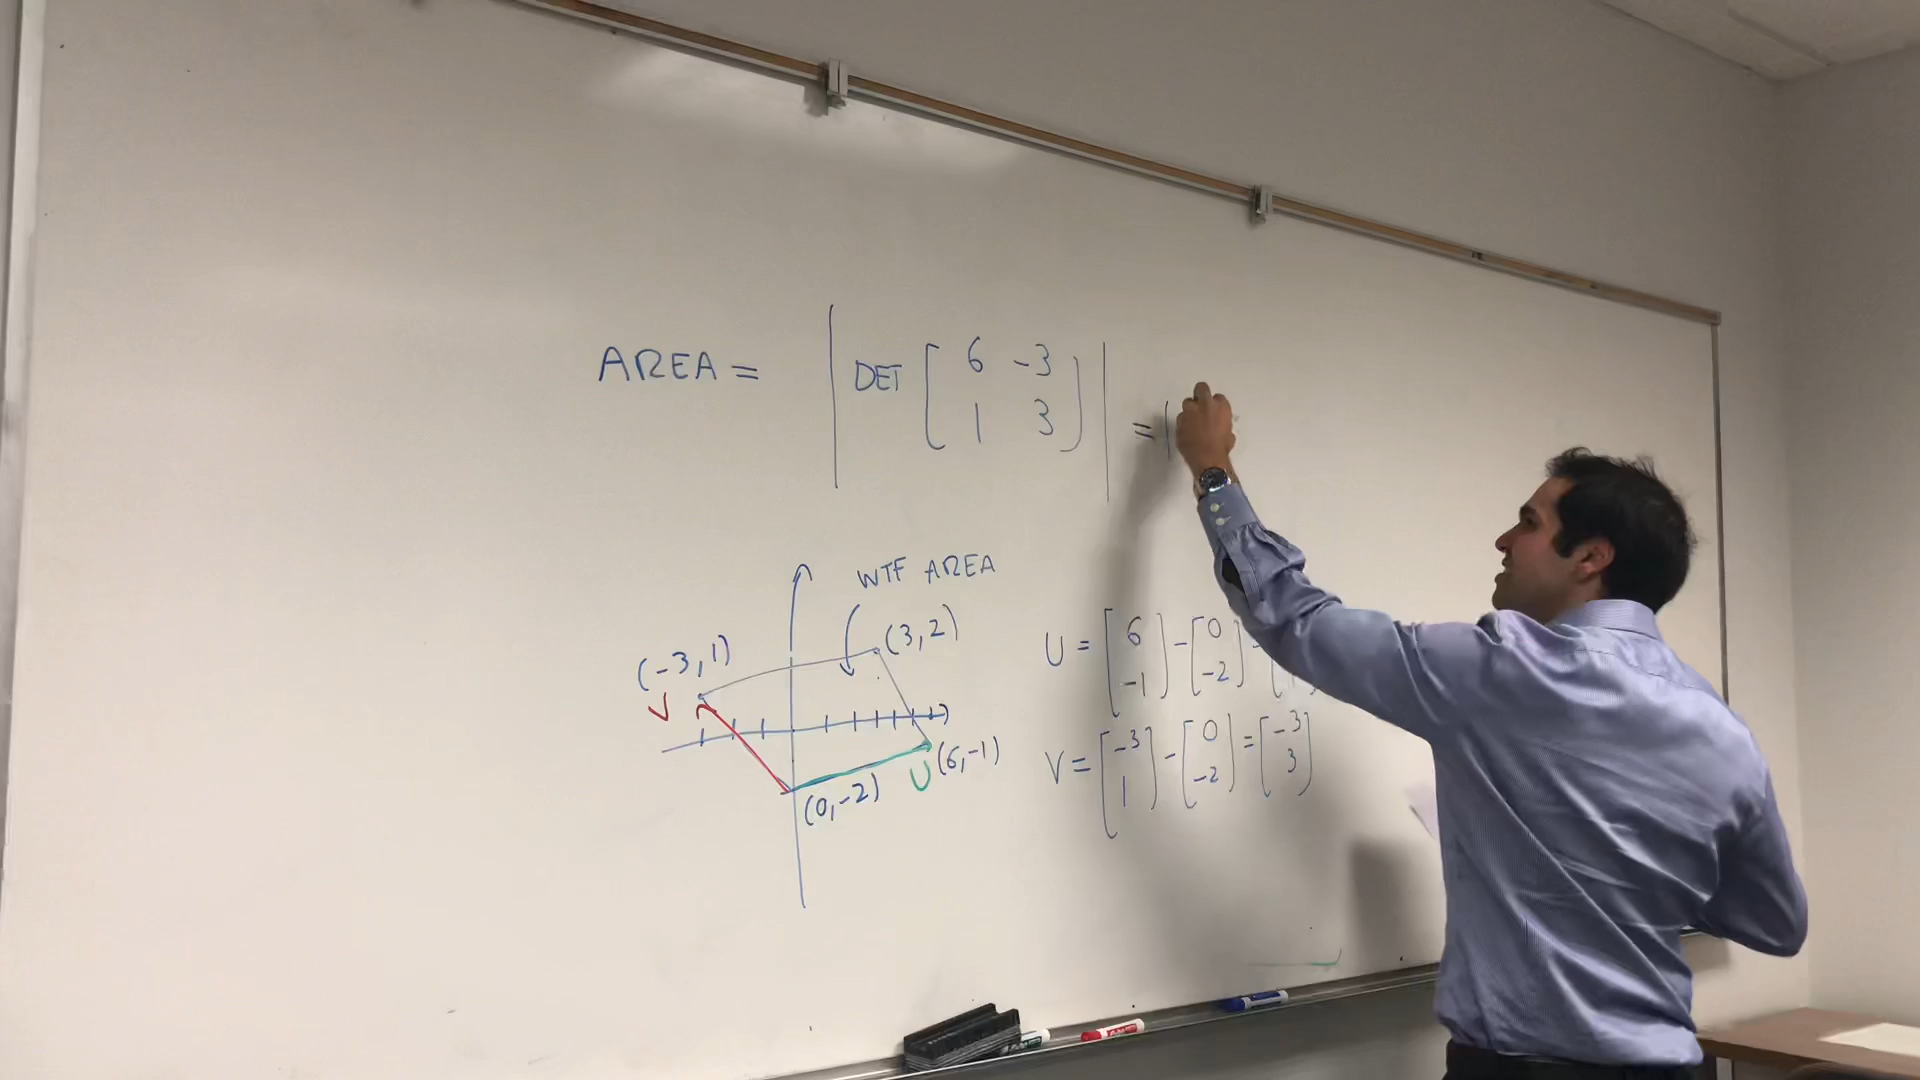 AREA = | DET [ 6 -3
1 3 ] | = |
WTF AREA
(3,2)
(-3,1)
V
(6,-1)
U
(0,-2)
U = [ 6 -1 ] - [ 0 -2 ]
V = [ -3 1 ] - [ 0 -2 ] = [ -3 3 ]